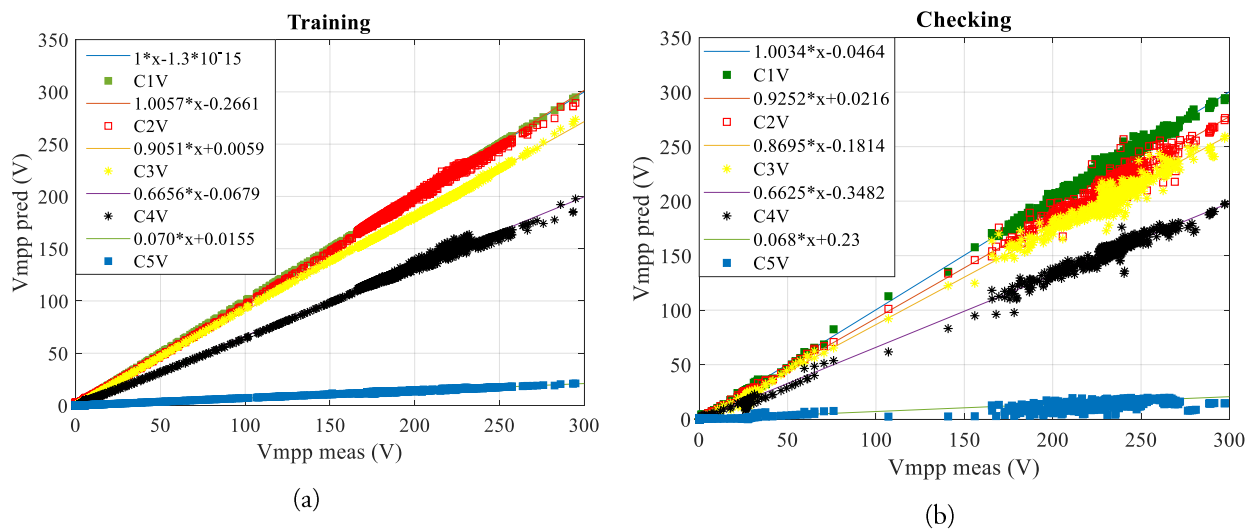 Training
350
300
250
200
150
100
50
0
Vmpp pred (V)
1*x-1.3*10⁻15
C1V
1.0057*x-0.2661
C2V
0.9051*x+0.0059
C3V
0.6656*x-0.0679
C4V
0.070*x+0.0155
C5V
0 50 100 150 200 250 300
Vmpp meas (V)
(a)
Checking
350
300
250
200
150
100
50
0
Vmpp pred (V)
1.0034*x-0.0464
C1V
0.9252*x+0.0216
C2V
0.8695*x-0.1814
C3V
0.6625*x-0.3482
C4V
0.068*x+0.23
C5V
0 50 100 150 200 250 300
Vmpp meas (V)
(b)